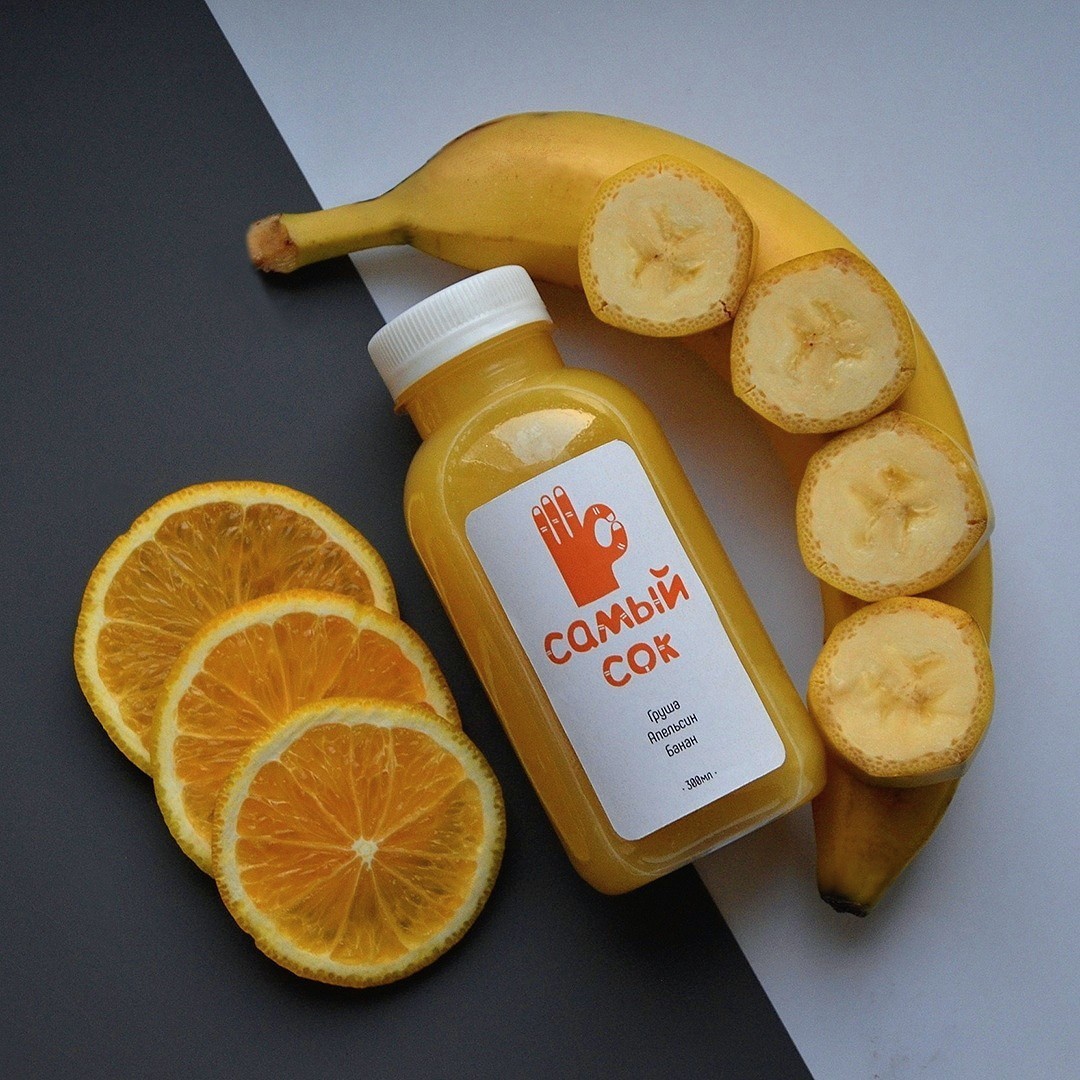 самый
сок
Груша
Апельсин
Банан
· 300мл ·